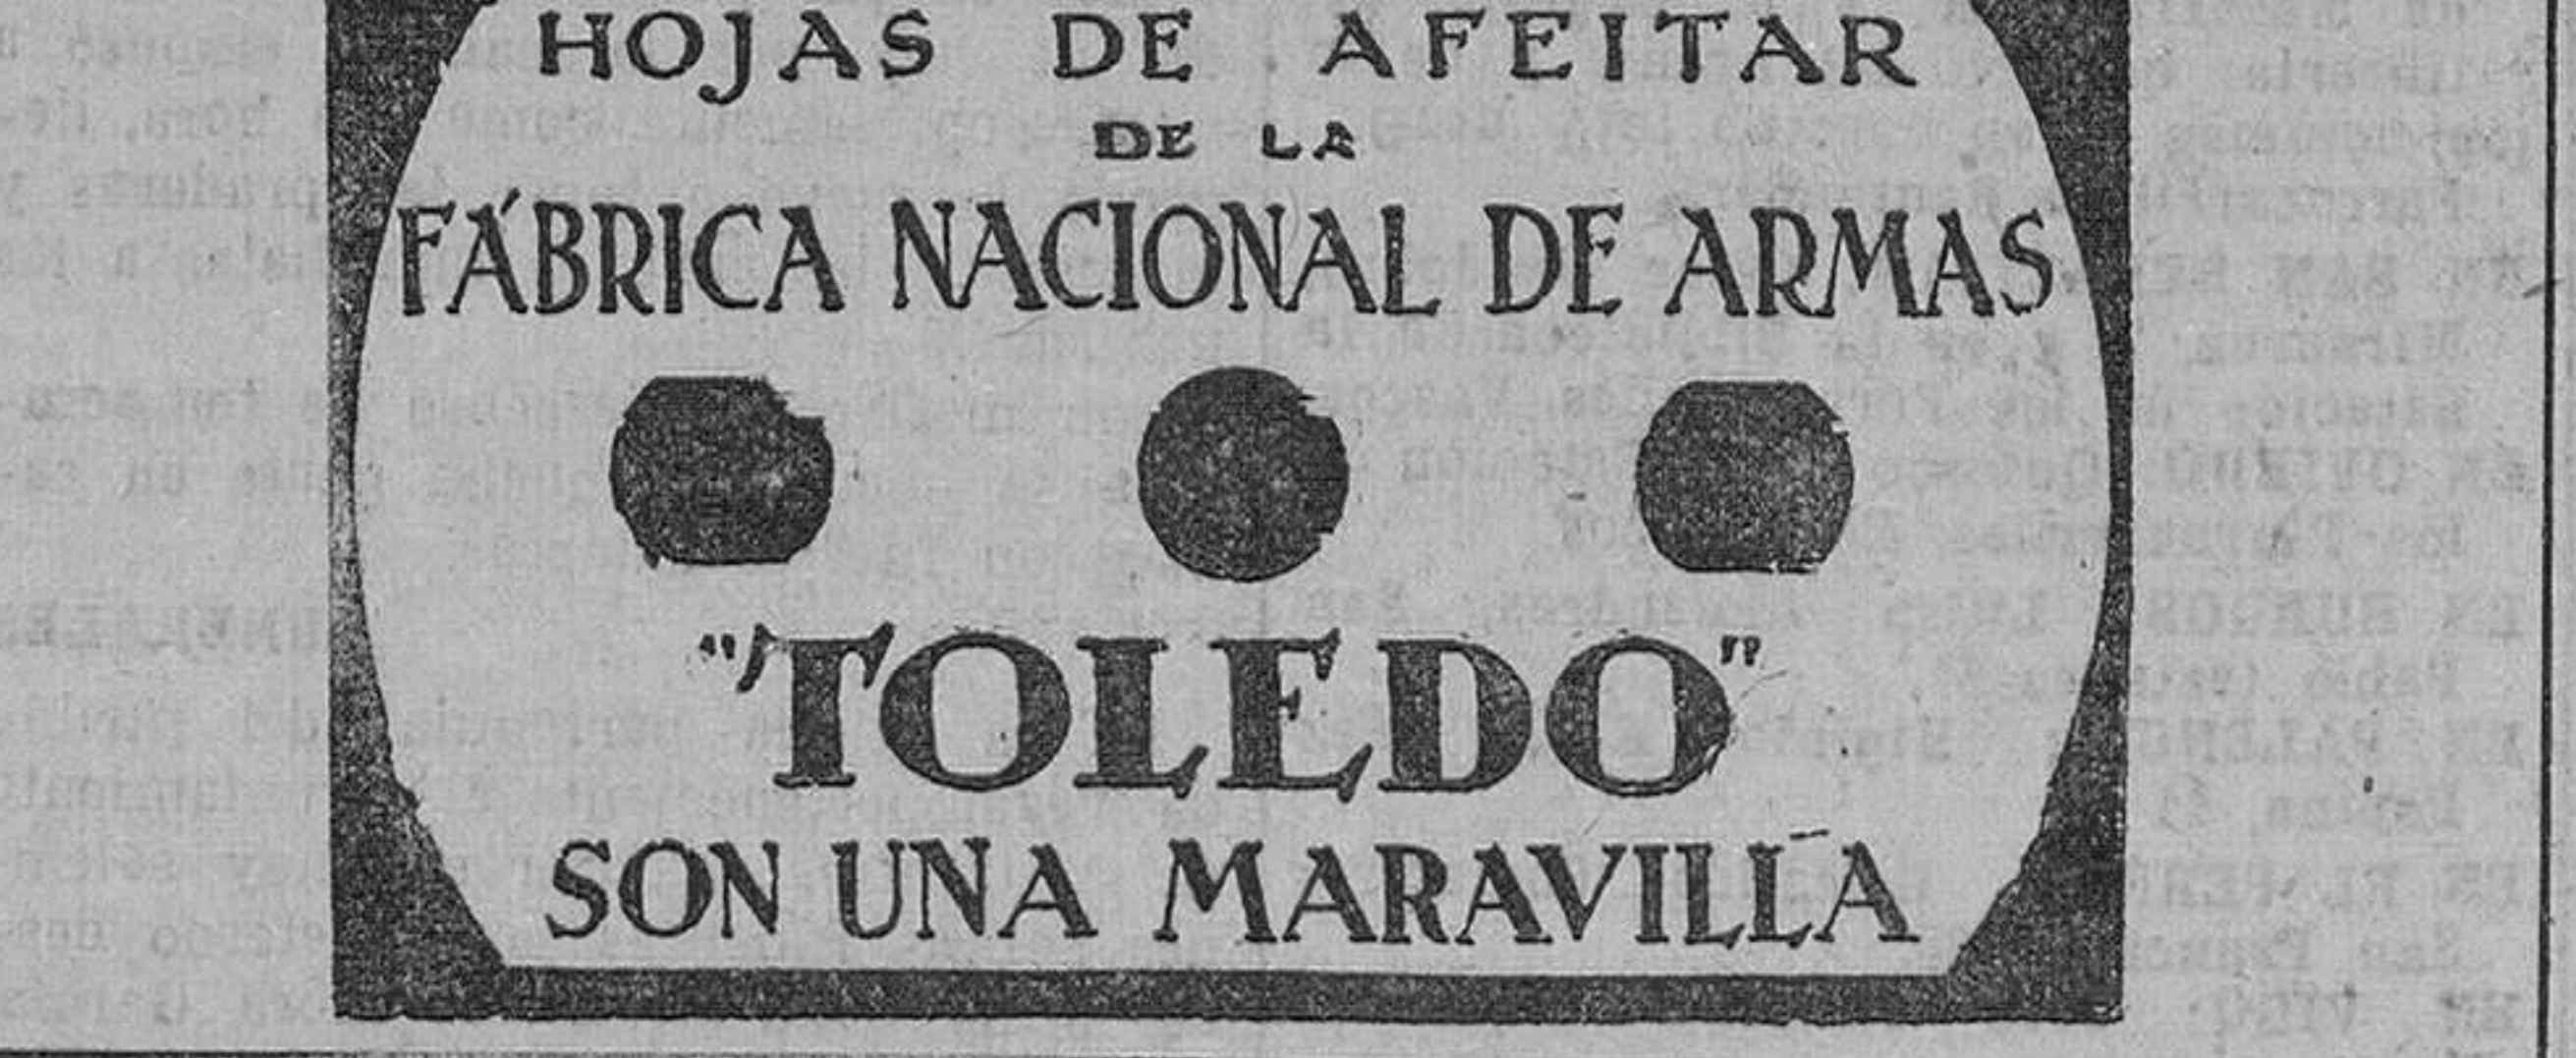 HOJAS DE AFEITAR
DE LA
FÁBRICA NACIONAL DE ARMAS
"TOLEDO"
SON UNA MARAVILLA